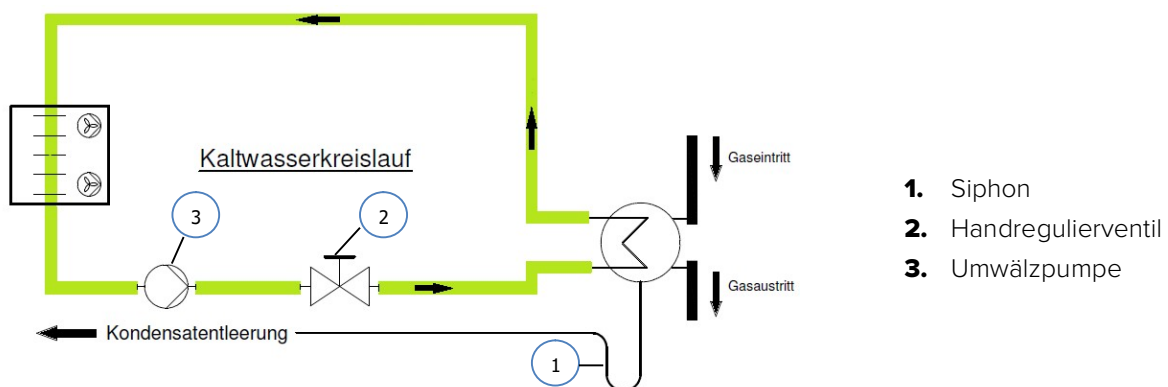 Kaltwasserkreislauf
Gaseintritt
3
2
Gasaustritt
Kondensatentleerung
1
1. Siphon
2. Handregulierventil
3. Umwälzpumpe